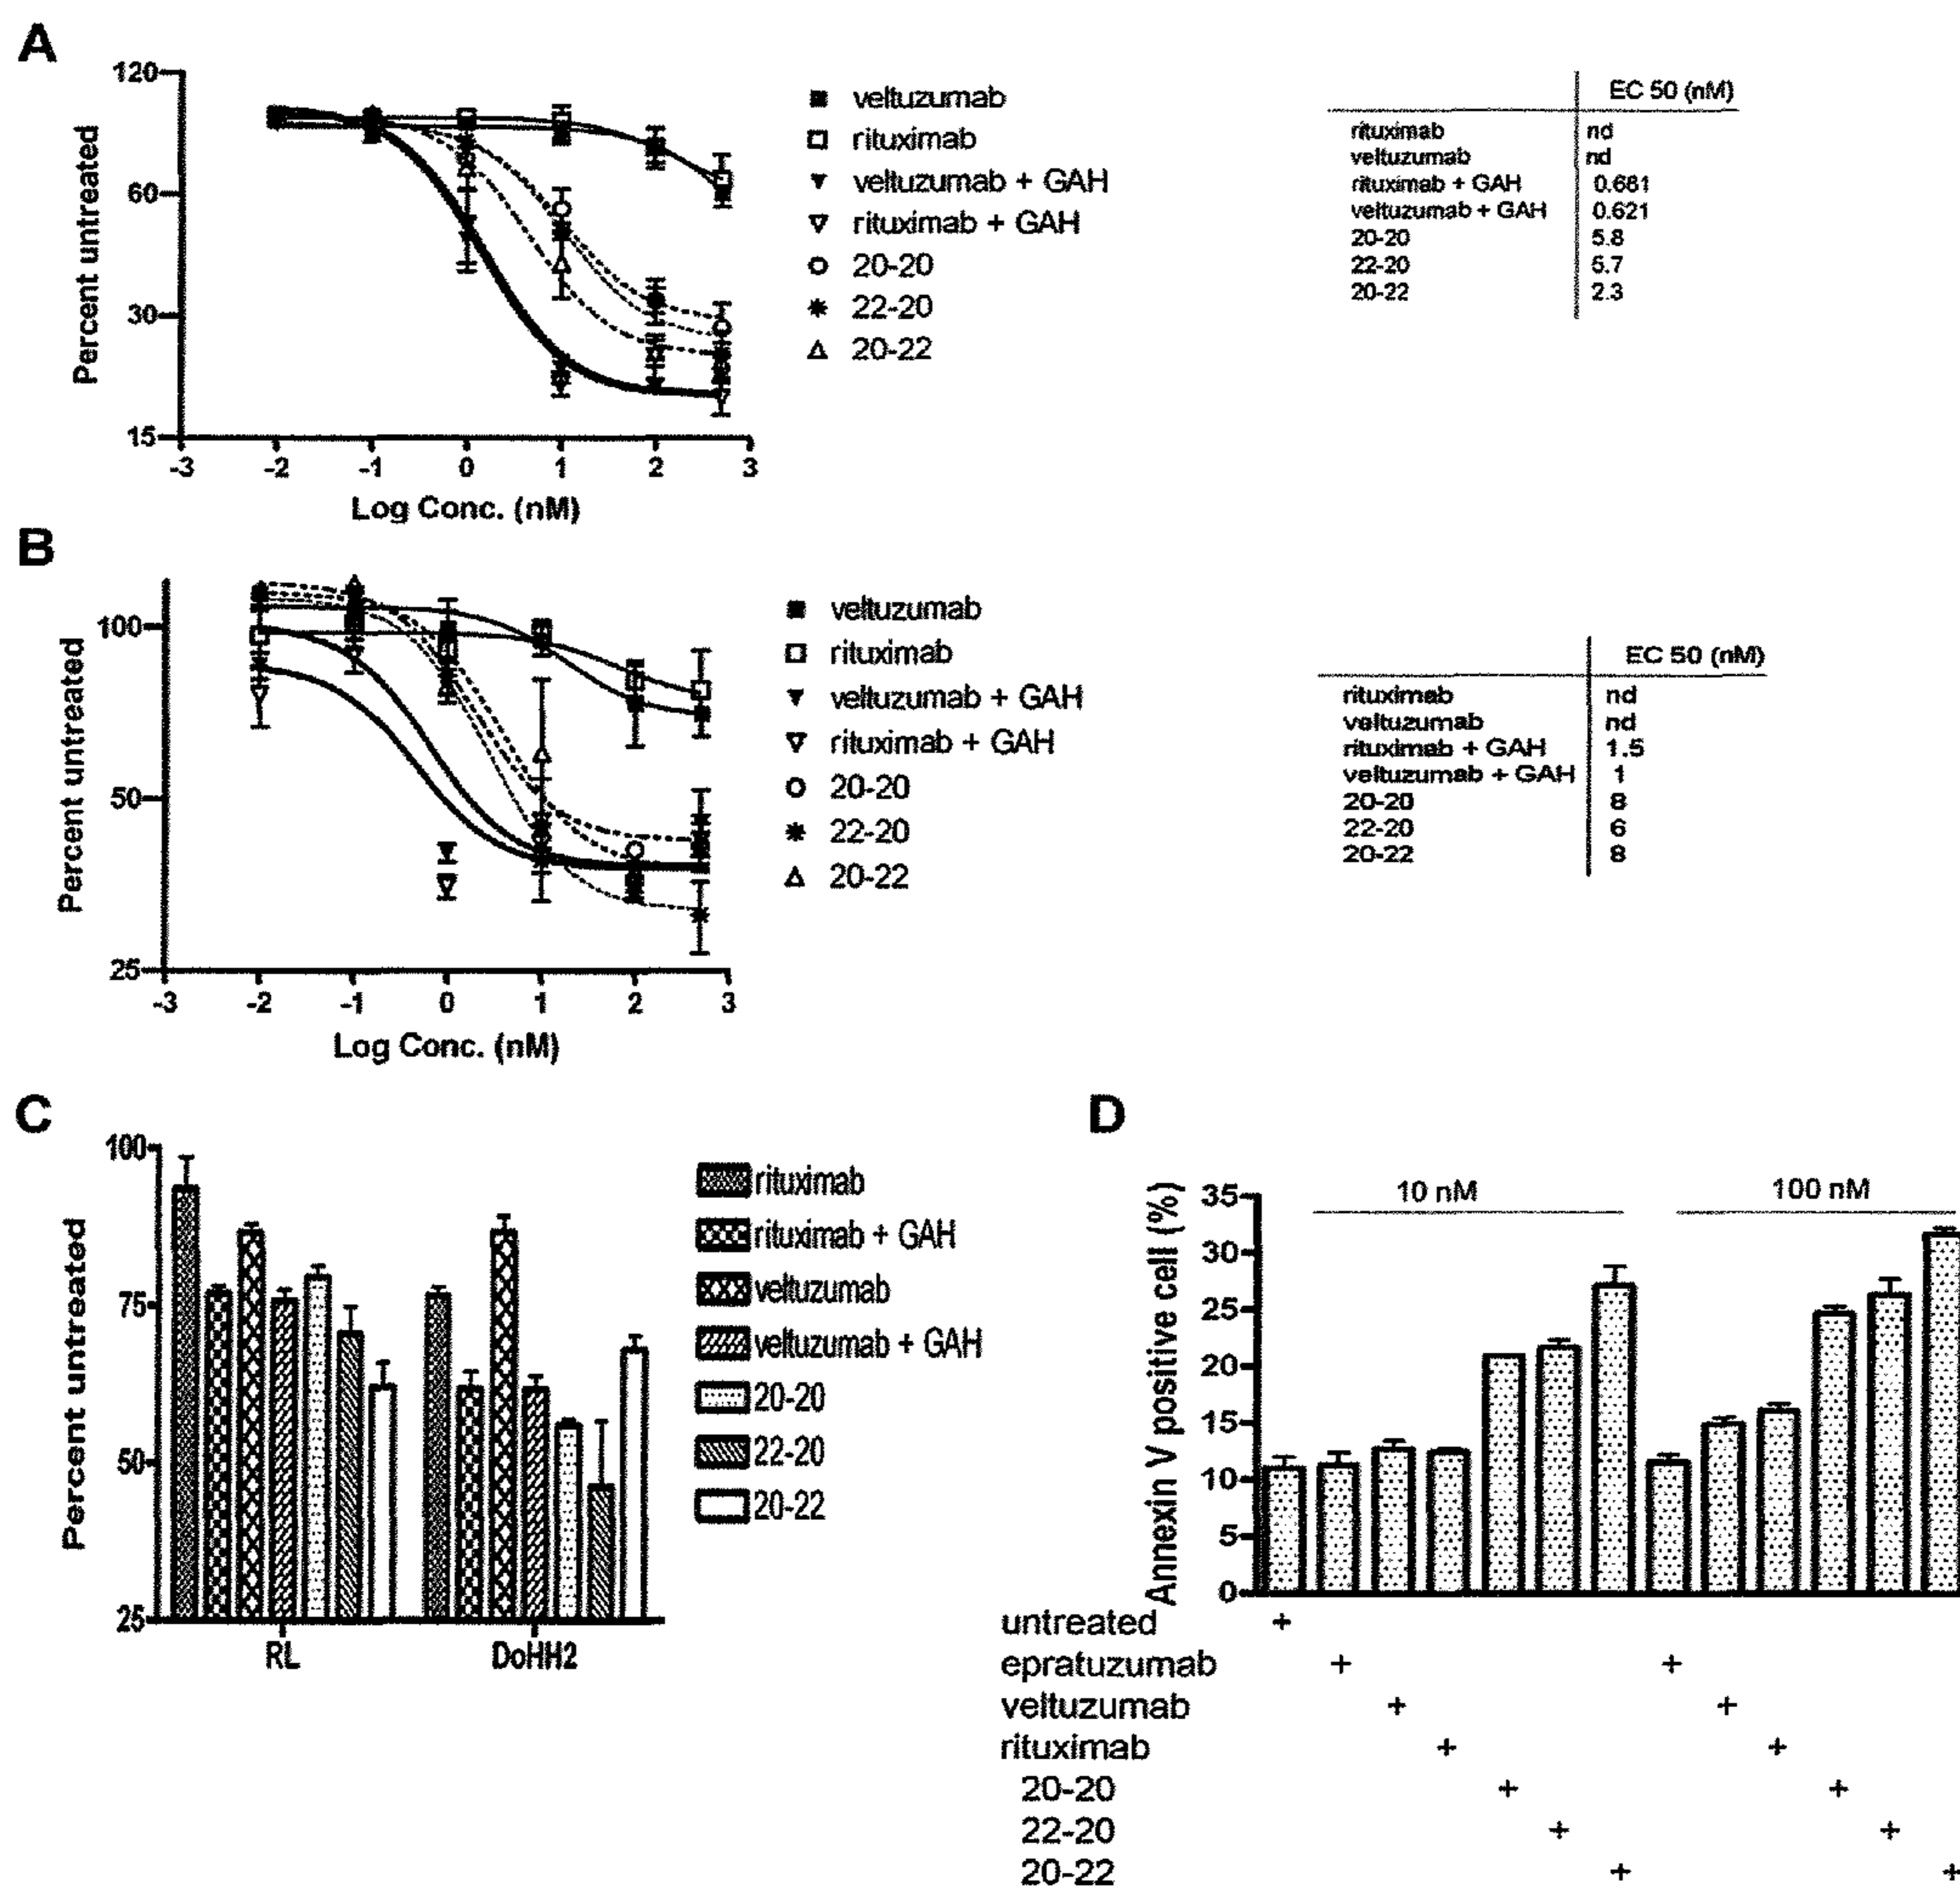 A
120
60
30
15
-3 -2 -1 0 1 2 3
Percent untreated
Log Conc. (nM)
veltuzumab
rituximab
veltuzumab + GAH
rituximab + GAH
20-20
22-20
20-22
EC 50 (nM)
rituximab nd
veltuzumab nd
rituximab + GAH 0.681
veltuzumab + GAH 0.621
20-20 5.8
22-20 5.7
20-22 2.3
B
100
50
25
-3 -2 -1 0 1 2 3
Percent untreated
Log Conc. (nM)
veltuzumab
rituximab
veltuzumab + GAH
rituximab + GAH
20-20
22-20
20-22
EC 50 (nM)
rituximab nd
veltuzumab nd
rituximab + GAH 1.5
veltuzumab + GAH 1
20-20 8
22-20 6
20-22 8
C
100
75
50
25
Percent untreated
RL DoHH2
rituximab
rituximab + GAH
veltuzumab
veltuzumab + GAH
20-20
22-20
20-22
D
10 nM 100 nM
35
30
25
20
15
10
5
0
Annexin V positive cell (%)
untreated +
epratuzumab + +
veltuzumab + +
rituximab + +
20-20 + +
22-20 + +
20-22 + +